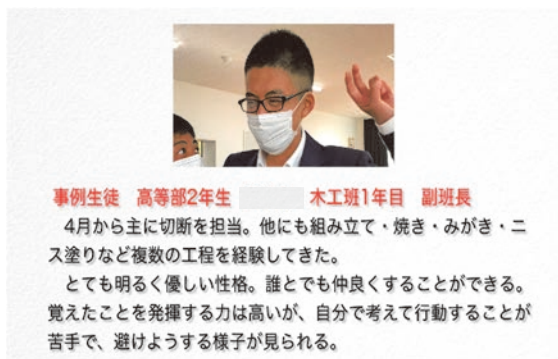 事例生徒　高等部2年生　木工班1年目　副班長
　4月から主に切断を担当。他にも組み立て・焼き・みがき・ニ
ス塗りなど複数の工程を経験してきた。
　とても明るく優しい性格。誰とでも仲良くすることができる。
覚えたことを発揮する力は高いが、自分で考えて行動することが
苦手で、避けようする様子が見られる。